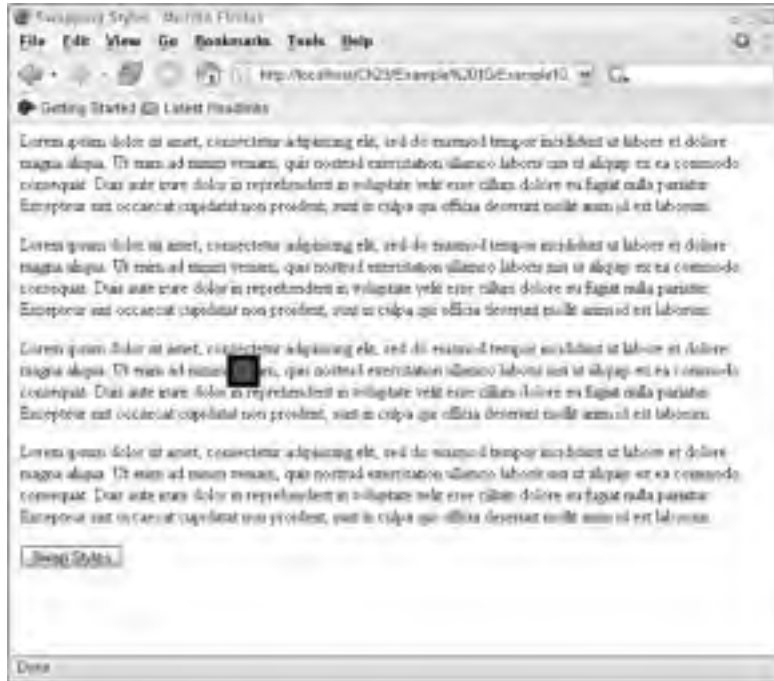 Swapping Styles - Mozilla Firefox
File Edit View Go Bookmarks Tools Help
http://localhost/Ch23/Example%2010/Example10.
Getting Started Latest Headlines
Lorem ipsum dolor sit amet, consectetur adipisicing elit, sed do eiusmod tempor incididunt ut labore et dolore
magna aliqua. Ut enim ad minim veniam, quis nostrud exercitation ullamco laboris nisi ut aliquip ex ea commodo
consequat. Duis aute irure dolor in reprehenderit in voluptate velit esse cillum dolore eu fugiat nulla pariatur.
Excepteur sint occaecat cupidatat non proident, sunt in culpa qui officia deserunt mollit anim id est laborum.
Lorem ipsum dolor sit amet, consectetur adipisicing elit, sed do eiusmod tempor incididunt ut labore et dolore
magna aliqua. Ut enim ad minim veniam, quis nostrud exercitation ullamco laboris nisi ut aliquip ex ea commodo
consequat. Duis aute irure dolor in reprehenderit in voluptate velit esse cillum dolore eu fugiat nulla pariatur.
Excepteur sint occaecat cupidatat non proident, sunt in culpa qui officia deserunt mollit anim id est laborum.
Lorem ipsum dolor sit amet, consectetur adipisicing elit, sed do eiusmod tempor incididunt ut labore et dolore
magna aliqua. Ut enim ad minim quis nostrud exercitation ullamco laboris nisi ut aliquip ex ea commodo
consequat. Duis aute irure dolor in reprehenderit in voluptate velit esse cillum dolore eu fugiat nulla pariatur.
Excepteur sint occaecat cupidatat non proident, sunt in culpa qui officia deserunt mollit anim id est laborum.
Lorem ipsum dolor sit amet, consectetur adipisicing elit, sed do eiusmod tempor incididunt ut labore et dolore
magna aliqua. Ut enim ad minim veniam, quis nostrud exercitation ullamco laboris nisi ut aliquip ex ea commodo
consequat. Duis aute irure dolor in reprehenderit in voluptate velit esse cillum dolore eu fugiat nulla pariatur.
Excepteur sint occaecat cupidatat non proident, sunt in culpa qui officia deserunt mollit anim id est laborum.
Swap Styles
Done